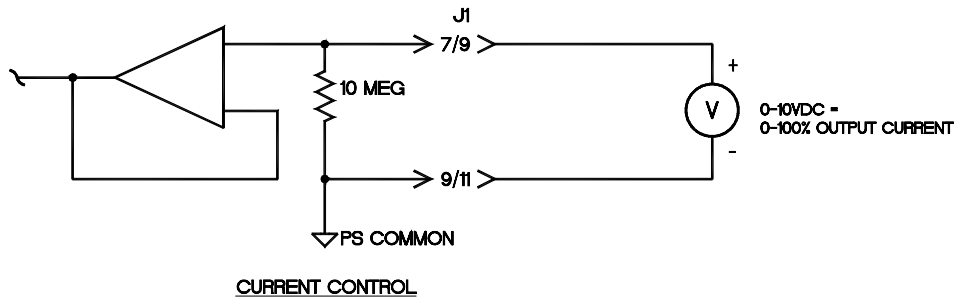 J1
7/9
10 MEG
+
V
0-10VDC =
0-100% OUTPUT CURRENT
-
9/11
PS COMMON
CURRENT CONTROL